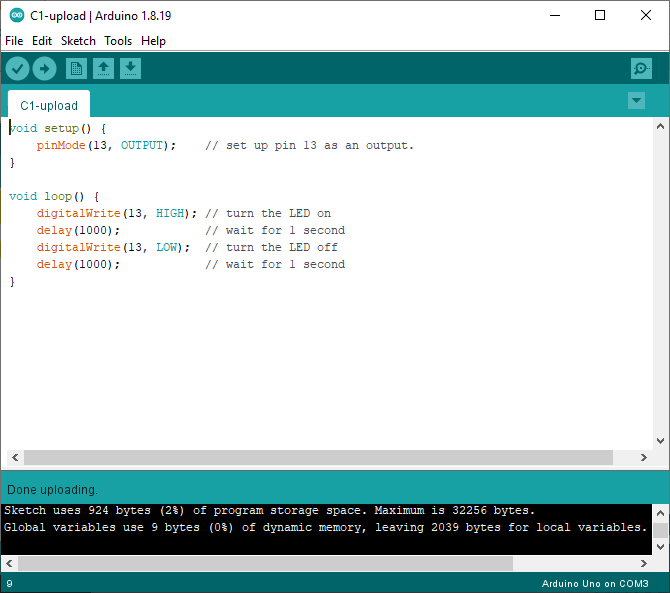 C1-upload | Arduino 1.8.19
File Edit Sketch Tools Help
C1-upload
void setup() {
    pinMode(13, OUTPUT);    // set up pin 13 as an output.
}

void loop() {
    digitalWrite(13, HIGH); // turn the LED on
    delay(1000);            // wait for 1 second
    digitalWrite(13, LOW);  // turn the LED off
    delay(1000);            // wait for 1 second
}
Done uploading.
Sketch uses 924 bytes (2%) of program storage space. Maximum is 32256 bytes.
Global variables use 9 bytes (0%) of dynamic memory, leaving 2039 bytes for local variables.
9 Arduino Uno on COM3